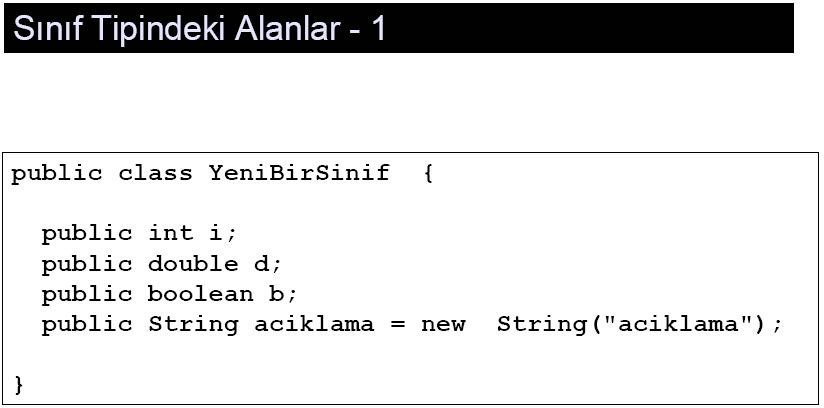 Sınıf Tipindeki Alanlar - 1
public class YeniBirSinif  {
public int i;
public double d;
public boolean b;
public String aciklama = new  String("aciklama");
}